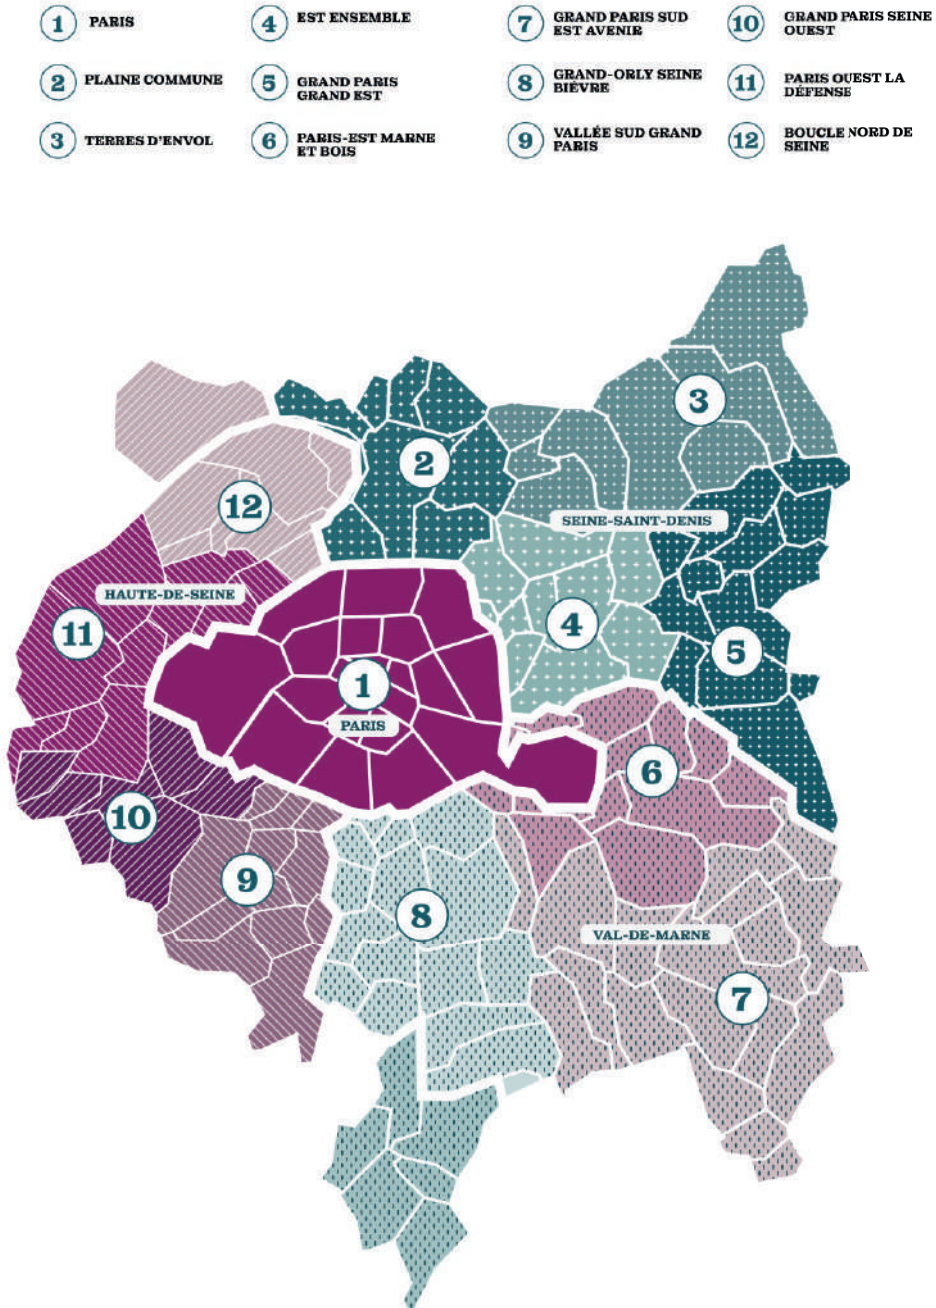 1 PARIS
4 EST ENSEMBLE
7 GRAND PARIS SUD
EST AVENIR
10 GRAND PARIS SEINE
OUEST
2 PLAINE COMMUNE
5 GRAND PARIS
GRAND EST
8 GRAND-ORLY SEINE
BIÈVRE
11 PARIS OUEST LA
DÉFENSE
3 TERRES D'ENVOL
6 PARIS-EST MARNE
ET BOIS
9 VALLÉE SUD GRAND
PARIS
12 BOUCLE NORD DE
SEINE
3
2
12
SEINE-SAINT-DENIS
HAUTE-DE-SEINE
4
11
5
1
PARIS
6
10
9
8
VAL-DE-MARNE
7